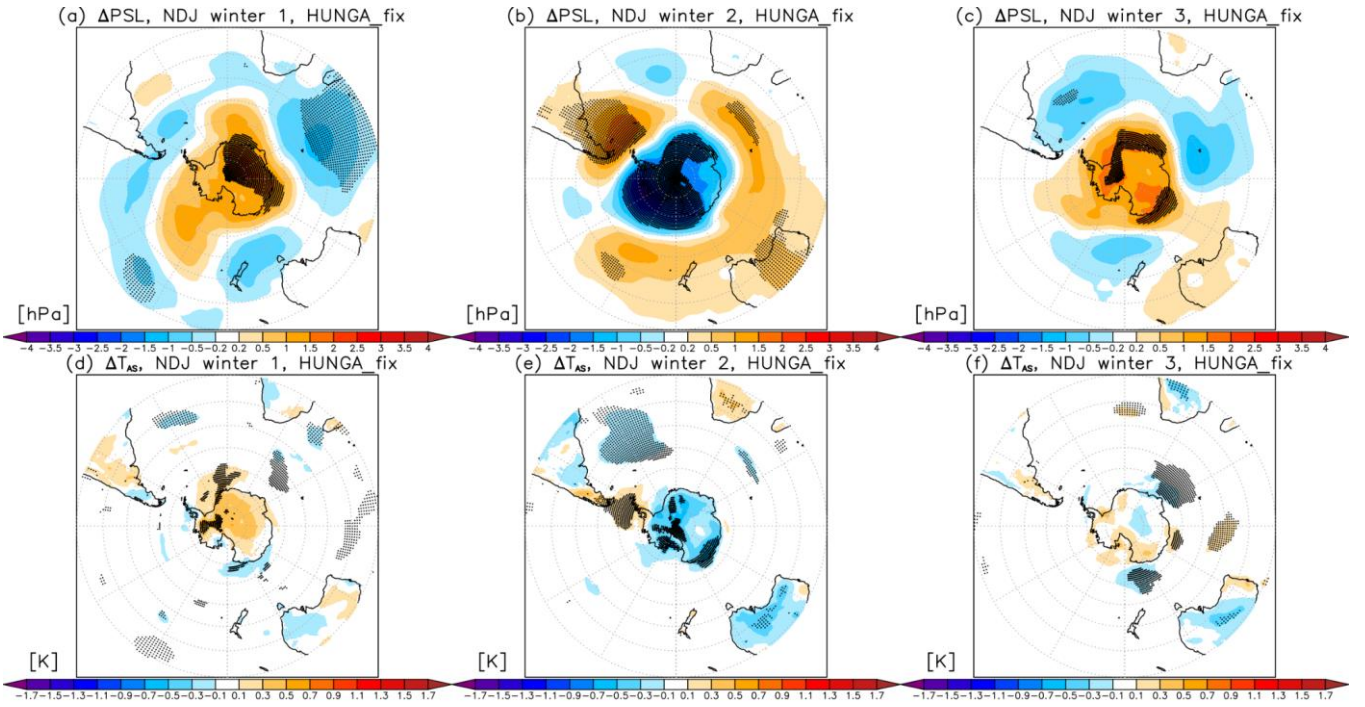 (a) ΔPSL, NDJ winter 1, HUNGA_fix
(b) ΔPSL, NDJ winter 2, HUNGA_fix
(c) ΔPSL, NDJ winter 3, HUNGA_fix
[hPa]
-4 -3.5 -3 -2.5 -2 -1.5 -1 -0.5 -0.2 0.2 0.5 1 1.5 2 2.5 3 3.5 4
[hPa]
-4 -3.5 -3 -2.5 -2 -1.5 -1 -0.5 -0.2 0.2 0.5 1 1.5 2 2.5 3 3.5 4
[hPa]
-4 -3.5 -3 -2.5 -2 -1.5 -1 -0.5 -0.2 0.2 0.5 1 1.5 2 2.5 3 3.5 4
(d) ΔTAS, NDJ winter 1, HUNGA_fix
(e) ΔTAS, NDJ winter 2, HUNGA_fix
(f) ΔTAS, NDJ winter 3, HUNGA_fix
[K]
-1.7 -1.5 -1.3 -1.1 -0.9 -0.7 -0.5 -0.3 -0.1 0.1 0.3 0.5 0.7 0.9 1.1 1.3 1.5 1.7
[K]
-1.7 -1.5 -1.3 -1.1 -0.9 -0.7 -0.5 -0.3 -0.1 0.1 0.3 0.5 0.7 0.9 1.1 1.3 1.5 1.7
[K]
-1.7 -1.5 -1.3 -1.1 -0.9 -0.7 -0.5 -0.3 -0.1 0.1 0.3 0.5 0.7 0.9 1.1 1.3 1.5 1.7